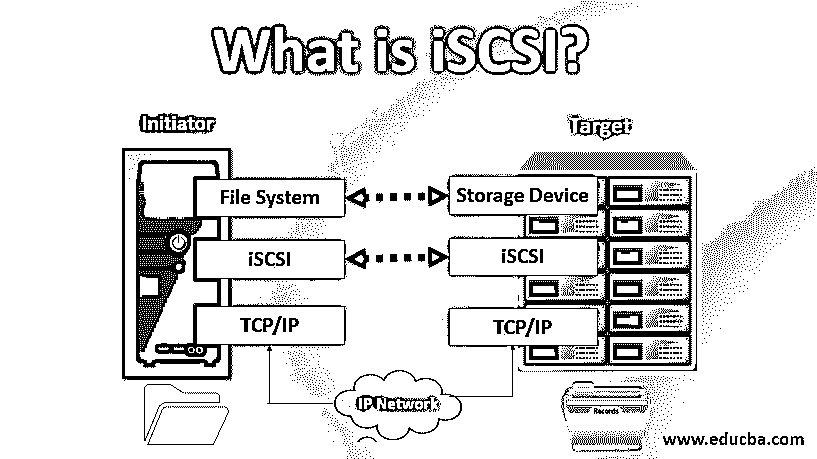 What is iSCSI?
Initiator
Target
File System
Storage Device
iSCSI
iSCSI
TCP/IP
TCP/IP
IP Network
Records
www.educba.com